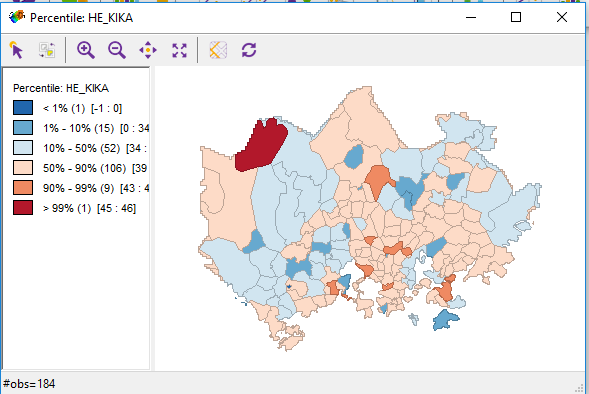 Percentile: HE_KIKA
Percentile: HE_KIKA
< 1% (1) [-1 : 0]
1% - 10% (15) [0 : 34
10% - 50% (52) [34 :
50% - 90% (106) [39
90% - 99% (9) [43 : 4
> 99% (1) [45 : 46]
#obs=184